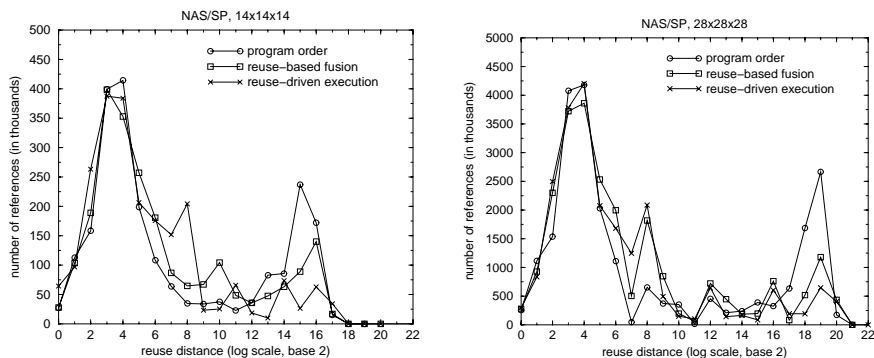 NAS/SP, 14x14x14
500
450
400
350
300
250
200
150
100
50
0
number of references (in thousands)
program order
reuse−based fusion
reuse−driven execution
0 2 4 6 8 10 12 14 16 18 20 22
reuse distance (log scale, base 2)
NAS/SP, 28x28x28
5000
4500
4000
3500
3000
2500
2000
1500
1000
500
0
number of references (in thousands)
program order
reuse−based fusion
reuse−driven execution
0 2 4 6 8 10 12 14 16 18 20 22
reuse distance (log scale, base 2)